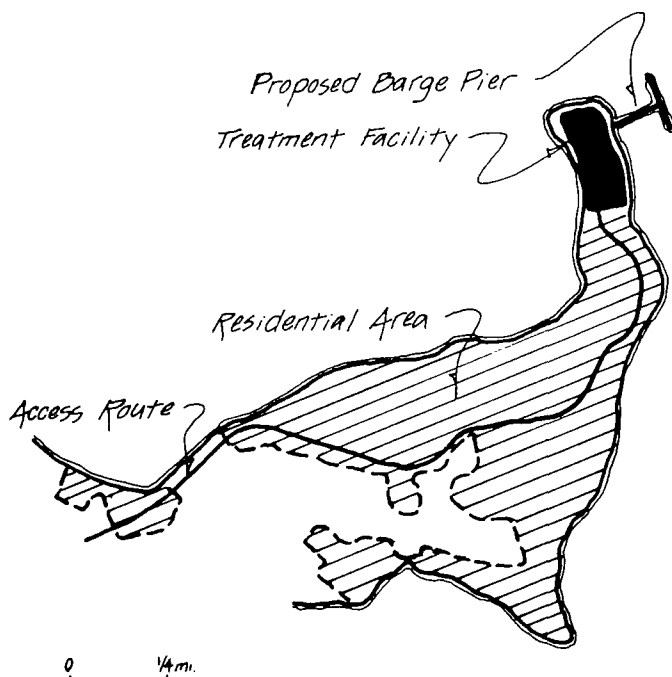 Proposed Barge Pier
Treatment Facility
Residential Area
Access Route
0 1/4 mi.